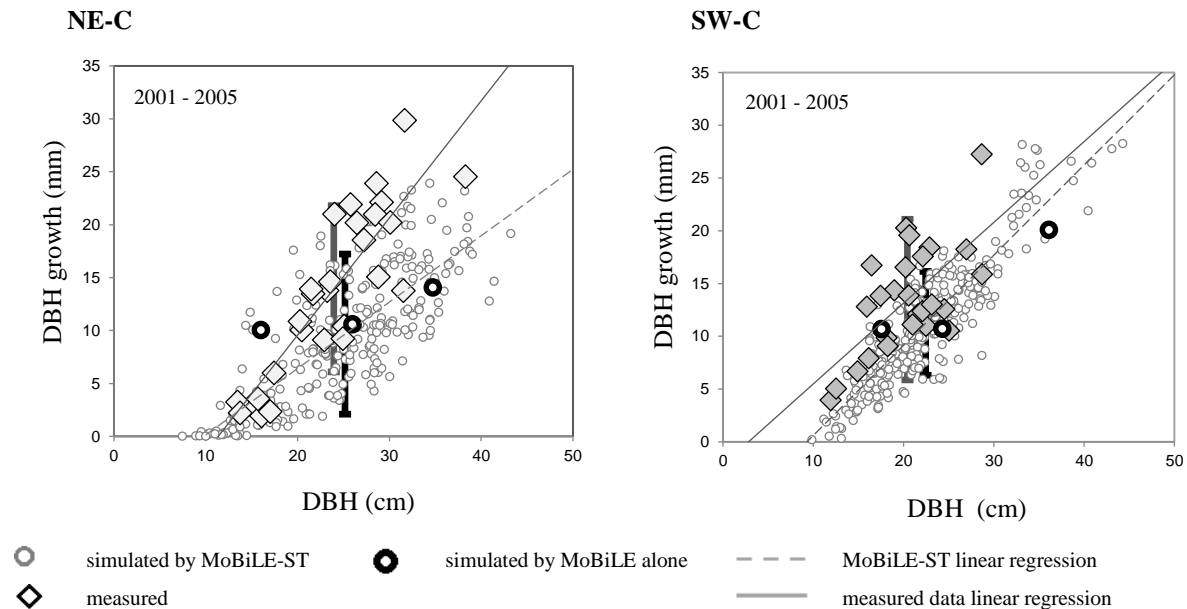 NE-C
SW-C
35
30
25
20
15
10
5
0
2001 - 2005
DBH growth (mm)
0 10 20 30 40 50
DBH (cm)
35
30
25
20
15
10
5
0
2001 - 2005
DBH growth (mm)
0 10 20 30 40 50
DBH (cm)
simulated by MoBiLE-ST
simulated by MoBiLE alone
MoBiLE-ST linear regression
measured
measured data linear regression